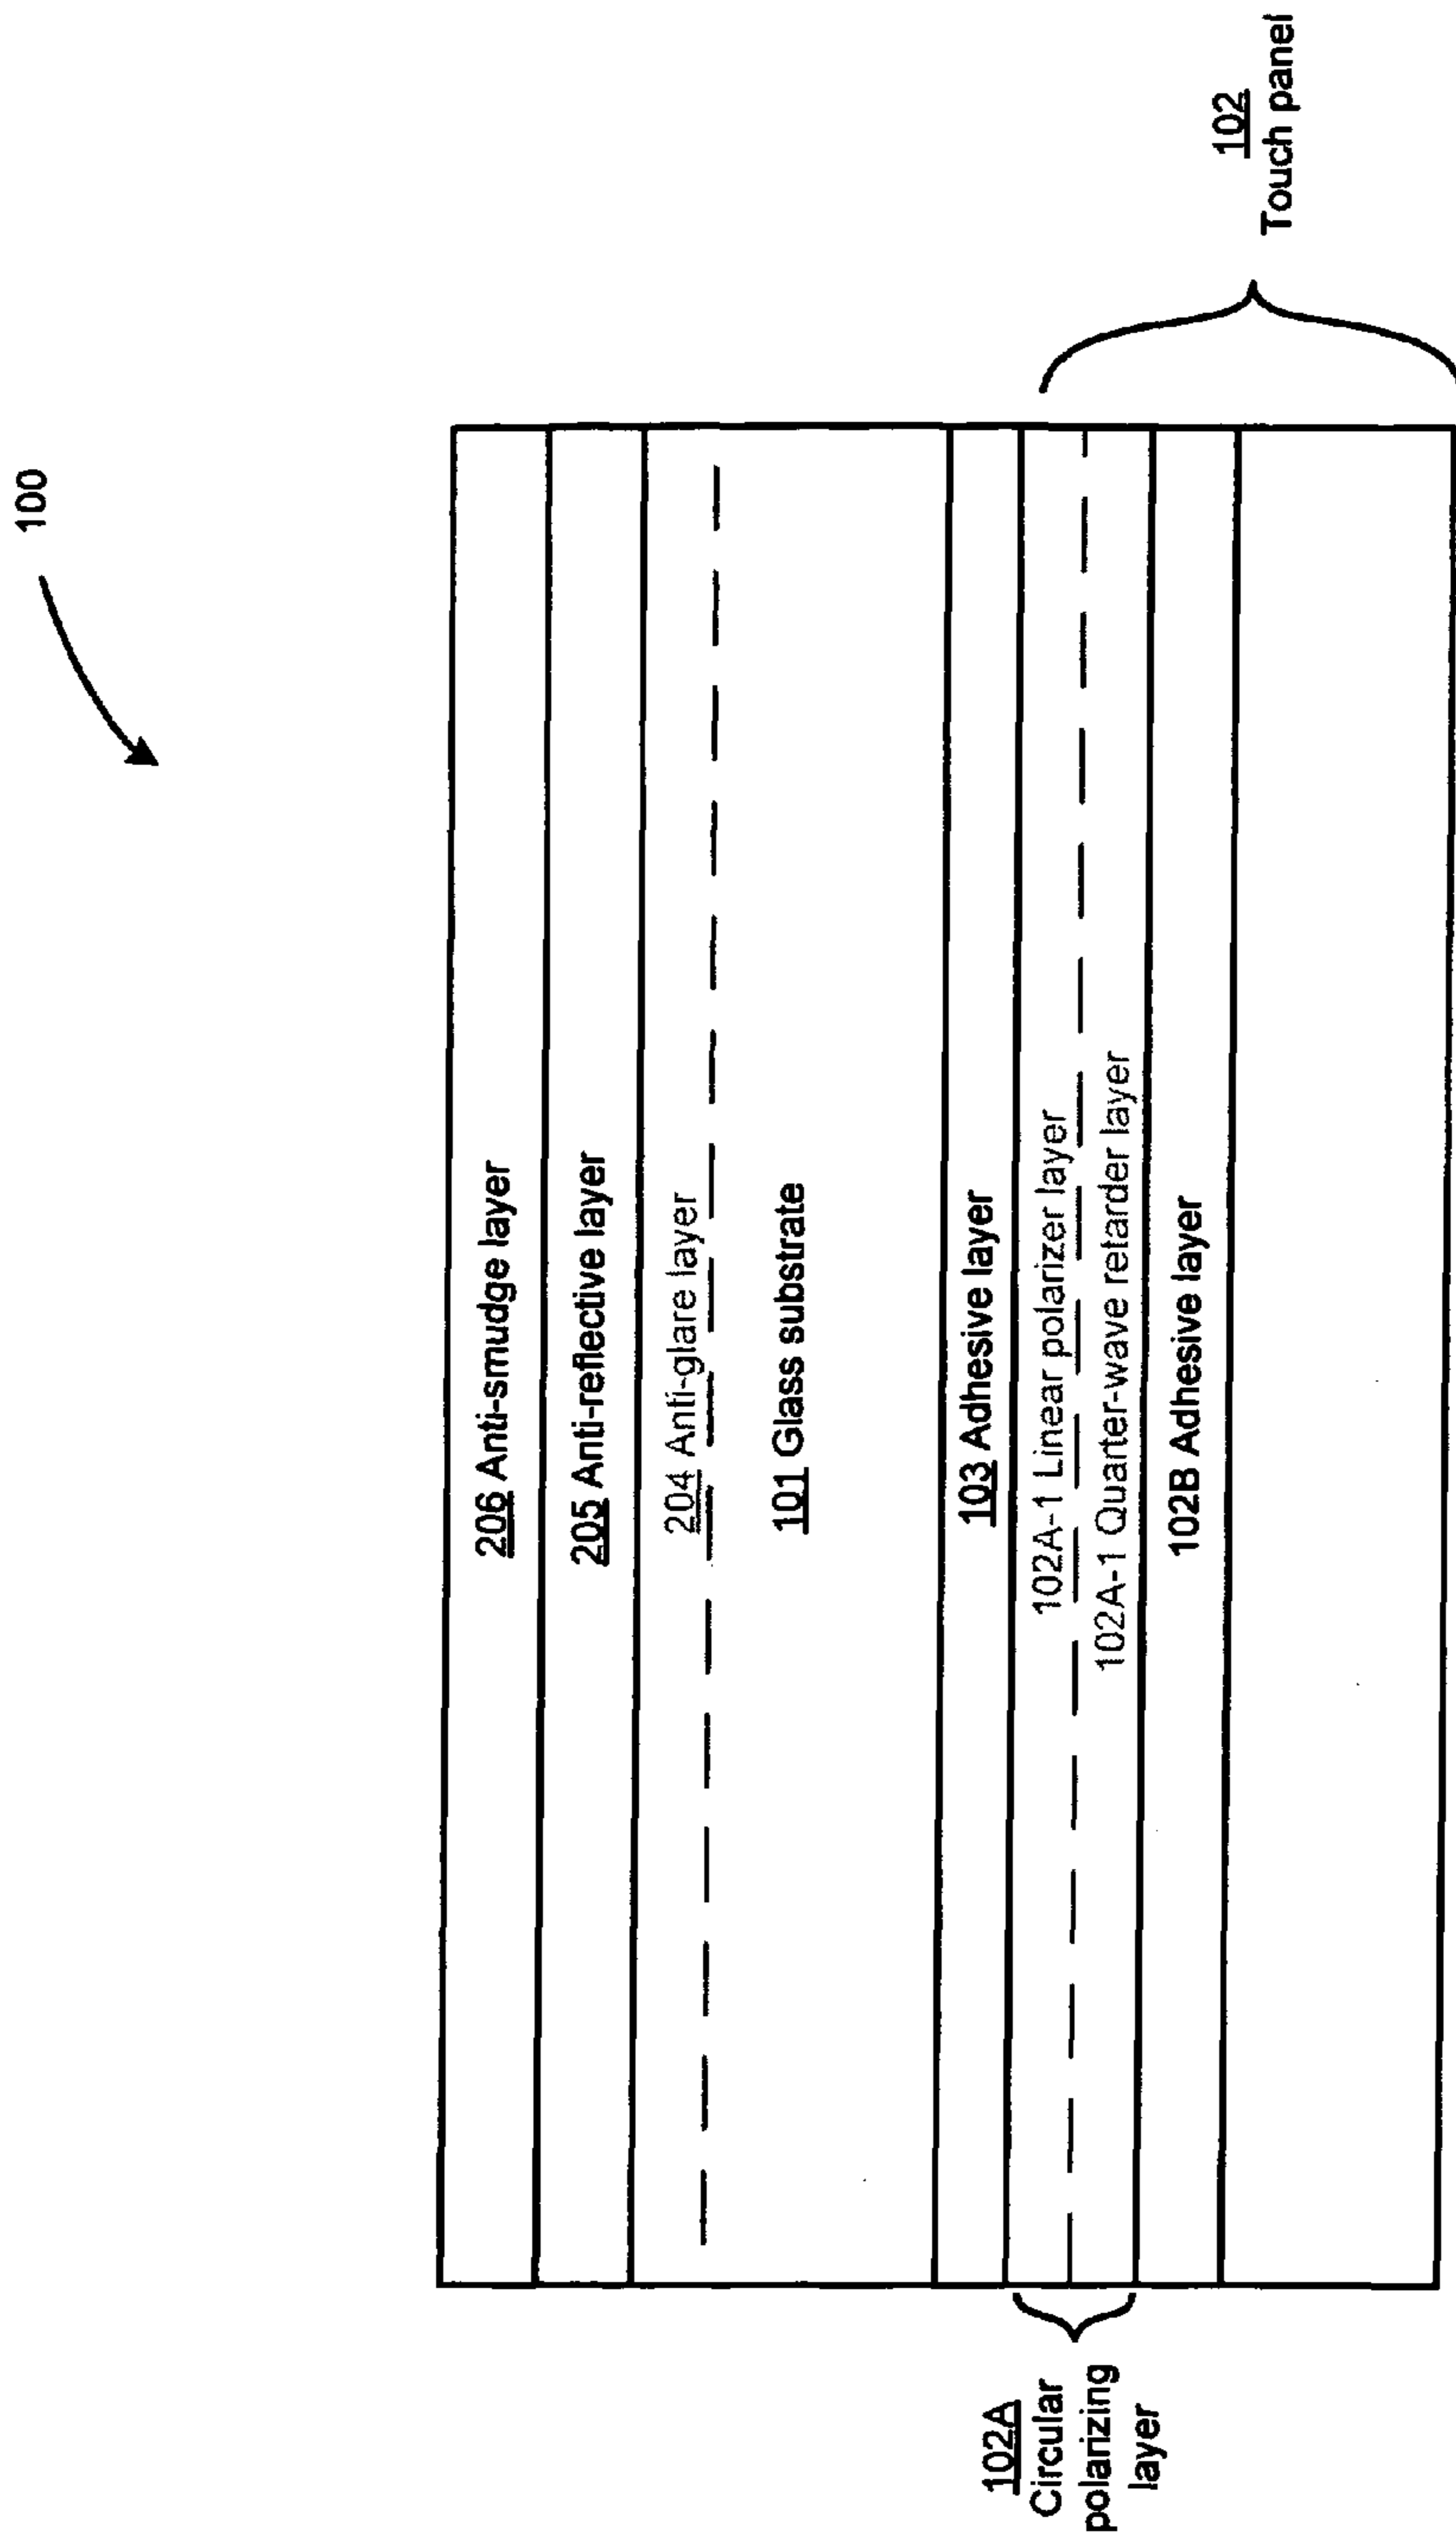 100
206 Anti-smudge layer
205 Anti-reflective layer
204 Anti-glare layer
101 Glass substrate
103 Adhesive layer
102A-1 Linear polarizer layer
102A-1 Quarter-wave retarder layer
102B Adhesive layer
102A
Circular
polarizing
layer
102
Touch panel